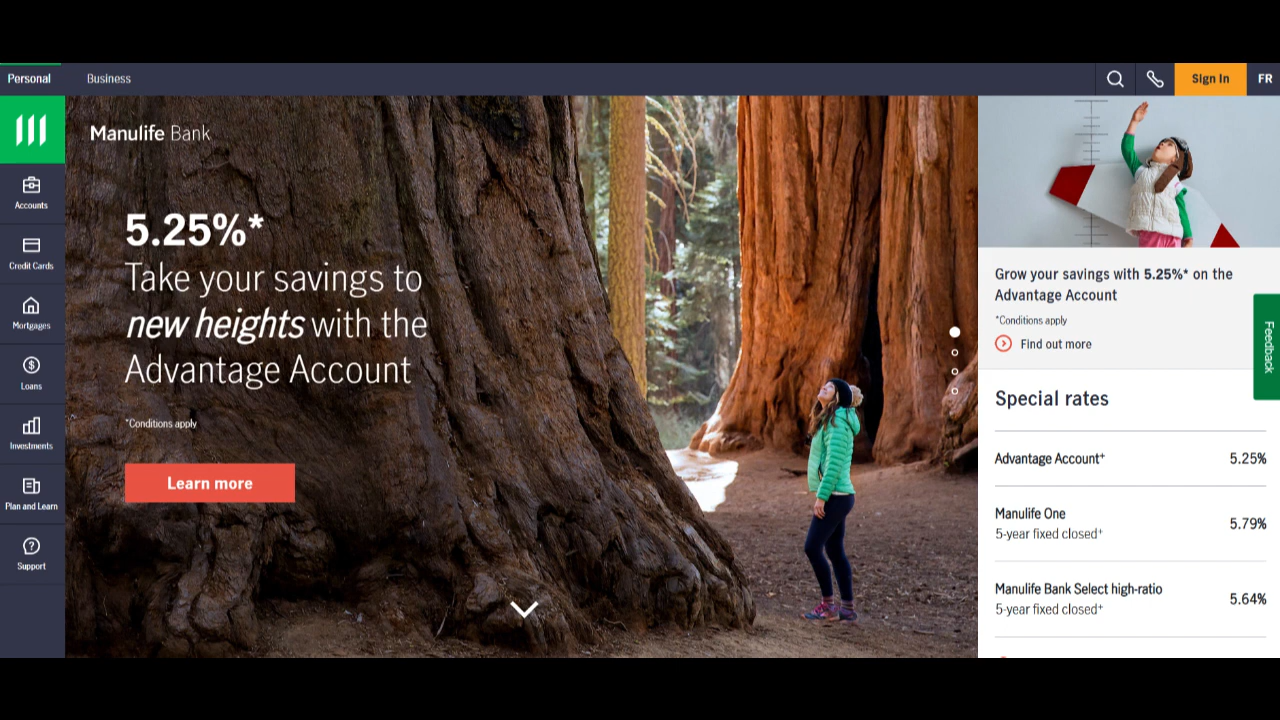 Personal
Business
Sign In
FR
Manulife Bank
Accounts
Credit Cards
Mortgages
Loans
Investments
Plan and Learn
Support
5.25%*
Take your savings to
new heights with the
Advantage Account
*Conditions apply
Learn more
Grow your savings with 5.25%* on the
Advantage Account
*Conditions apply
Find out more
Feedback
Special rates
Advantage Account+ 5.25%
Manulife One
5-year fixed closed+ 5.79%
Manulife Bank Select high-ratio
5-year fixed closed+ 5.64%